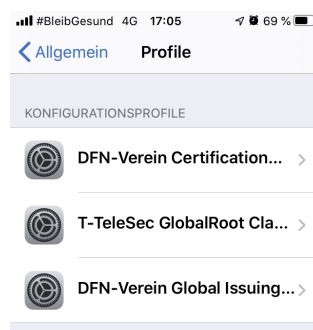 #BleibGesund 4G 17:05 69 %
Allgemein Profile
KONFIGURATIONSPROFILE
DFN-Verein Certification...
T-TeleSec GlobalRoot Cla...
DFN-Verein Global Issuing...